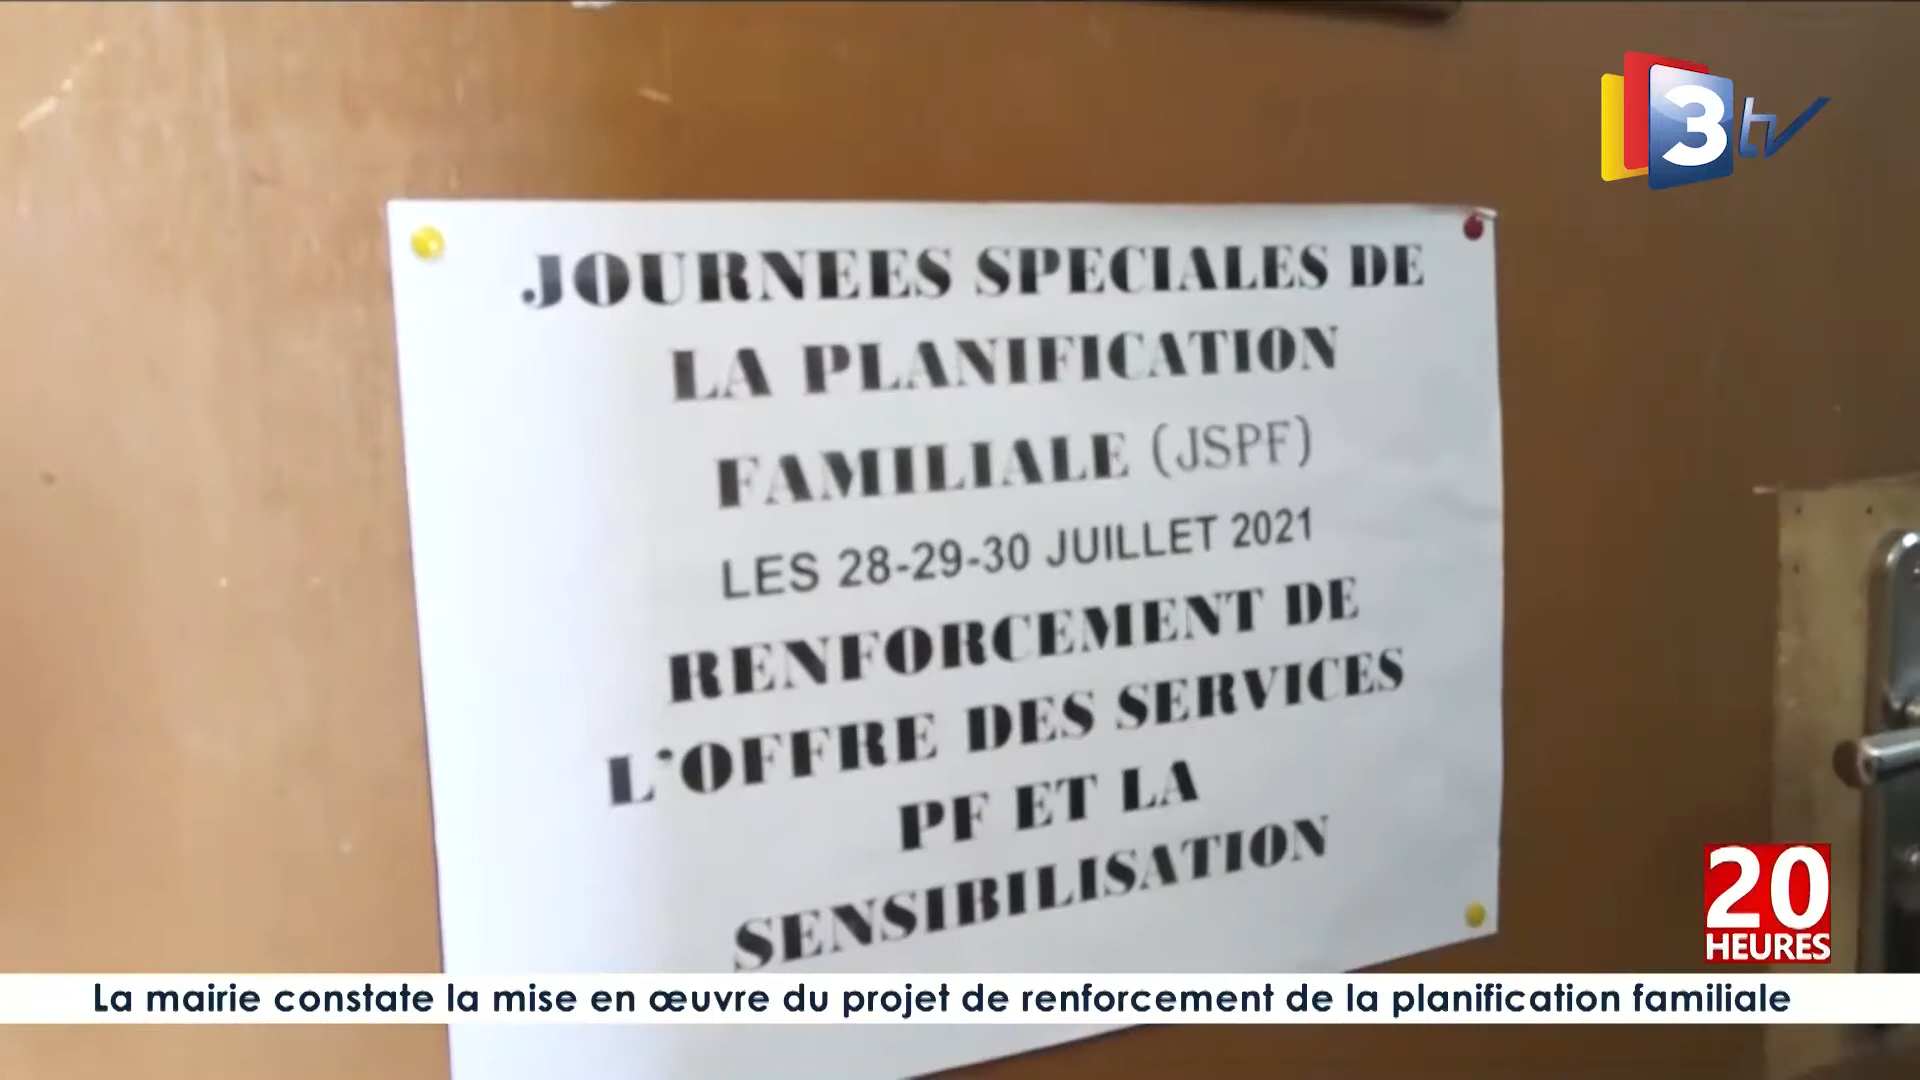 3tv
JOURNEES SPECIALES DE
LA PLANIFICATION
FAMILIALE (JSPF)
LES 28-29-30 JUILLET 2021
RENFORCEMENT DE
L'OFFRE DES SERVICES
PF ET LA
SENSIBILISATION
20
HEURES
La mairie constate la mise en œuvre du projet de renforcement de la planification familiale